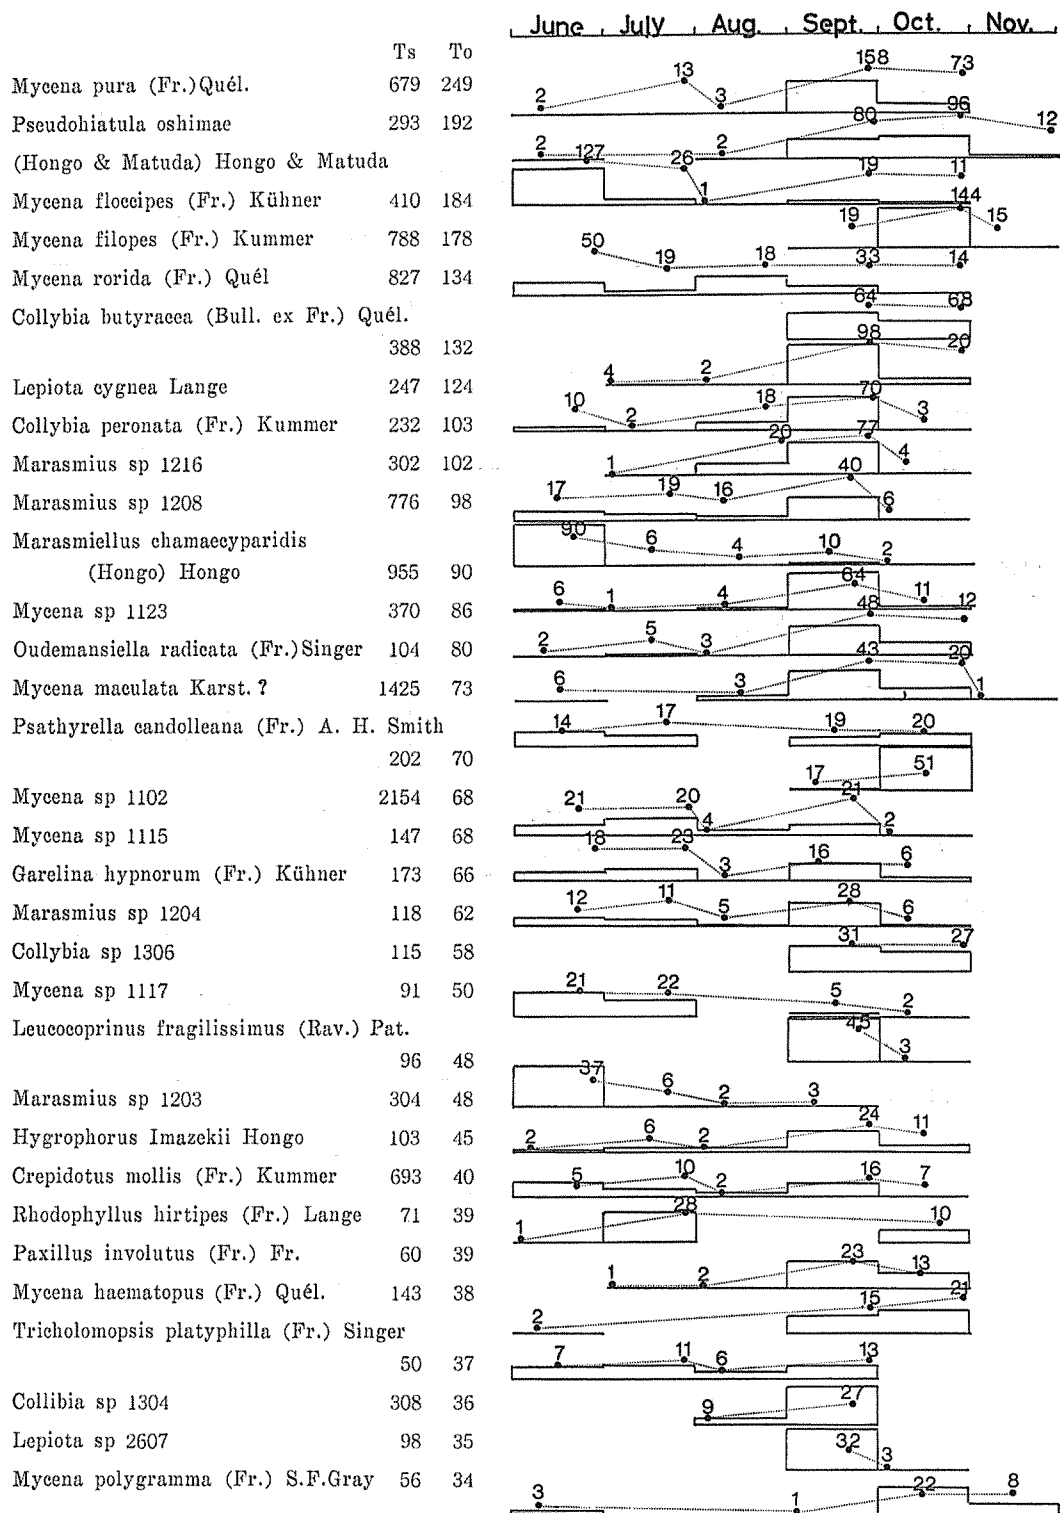 June July Aug. Sept. Oct. Nov.
Ts To
Mycena pura (Fr.)Quél. 679 249
2 13 3 158 73
Pseudohiatula oshimae 293 192
(Hongo & Matuda) Hongo & Matuda
2 2 80 96 12
Mycena floccipes (Fr.) Kühner 410 184
127 26 1 19 11
Mycena filopes (Fr.) Kummer 788 178
19 144 15
Mycena rorida (Fr.) Quél 827 134
50 19 18 33 14
Collybia butyracea (Bull. ex Fr.) Quél.
388 132
64 68
Lepiota cygnea Lange 247 124
4 2 98 20
Collybia peronata (Fr.) Kummer 232 103
10 2 18 70 3
Marasmius sp 1216 302 102
1 20 77 4
Marasmius sp 1208 776 98
17 19 16 40 6
Marasmiellus chamaecyparidis
(Hongo) Hongo 955 90
90 6 4 10 2
Mycena sp 1123 370 86
6 1 4 64 11 12
Oudemansiella radicata (Fr.)Singer 104 80
2 5 3 48
Mycena maculata Karst. ? 1425 73
6 3 43 20 1
Psathyrella candolleana (Fr.) A. H. Smith
202 70
14 17 19 20
Mycena sp 1102 2154 68
17 51
Mycena sp 1115 147 68
21 20 4 21 2
Garelina hypnorum (Fr.) Kühner 173 66
18 23 3 16 6
Marasmius sp 1204 118 62
12 11 5 28 6
Collybia sp 1306 115 58
31 27
Mycena sp 1117 91 50
21 22 5 2
Leucocoprinus fragilissimus (Rav.) Pat.
96 48
45 3
Marasmius sp 1203 304 48
37 6 2 3
Hygrophorus Imazekii Hongo 103 45
2 6 2 24 11
Crepidotus mollis (Fr.) Kummer 693 40
5 10 2 16 7
Rhodophyllus hirtipes (Fr.) Lange 71 39
1 28 10
Paxillus involutus (Fr.) Fr. 60 39
1 2 23 13
Mycena haematopus (Fr.) Quél. 143 38
2 15 21
Tricholomopsis platyphilla (Fr.) Singer
50 37
7 11 6 13
Collibia sp 1304 308 36
9 27
Lepiota sp 2607 98 35
32 3
Mycena polygramma (Fr.) S.F.Gray 56 34
3 1 22 8